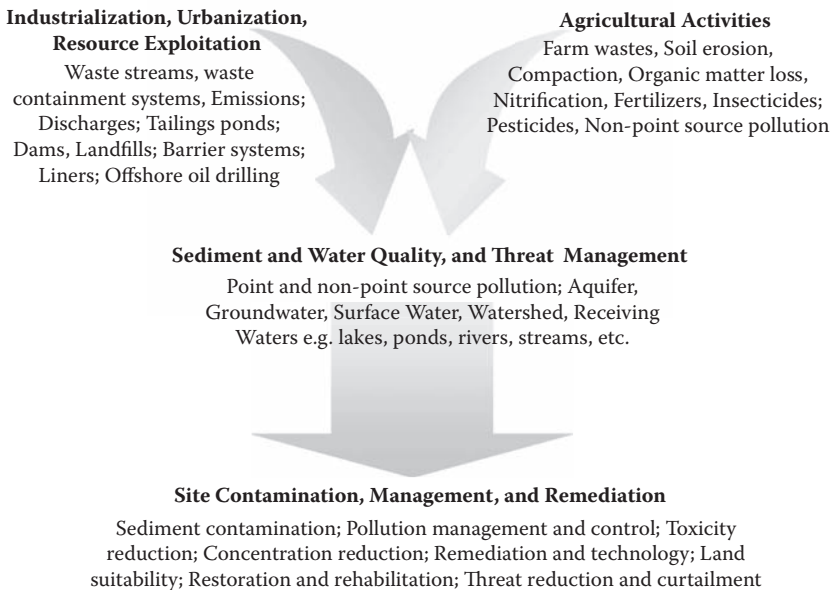 Industrialization, Urbanization,
Resource Exploitation
Waste streams, waste
containment systems, Emissions;
Discharges; Tailings ponds;
Dams, Landfills; Barrier systems;
Liners; Offshore oil drilling
Agricultural Activities
Farm wastes, Soil erosion,
Compaction, Organic matter loss,
Nitrification, Fertilizers, Insecticides;
Pesticides, Non-point source pollution
Sediment and Water Quality, and Threat Management
Point and non-point source pollution; Aquifer,
Groundwater, Surface Water, Watershed, Receiving
Waters e.g. lakes, ponds, rivers, streams, etc.
Site Contamination, Management, and Remediation
Sediment contamination; Pollution management and control; Toxicity
reduction; Concentration reduction; Remediation and technology; Land
suitability; Restoration and rehabilitation; Threat reduction and curtailment